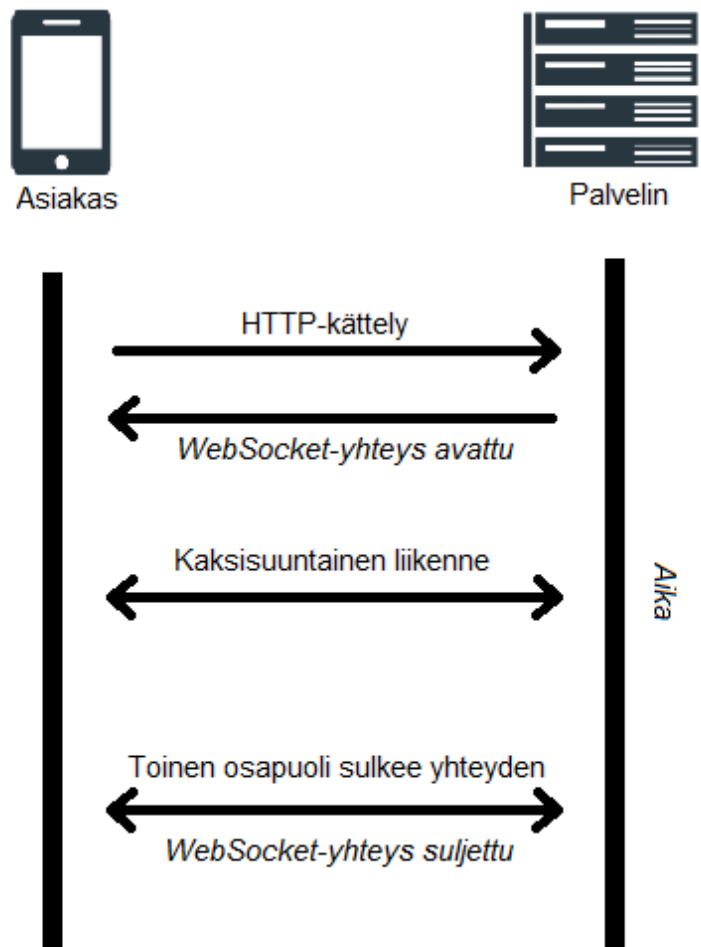 Asiakas
Palvelin
HTTP-kättely
WebSocket-yhteys avattu
Kaksisuuntainen liikenne
Aika
Toinen osapuoli sulkee yhteyden
WebSocket-yhteys suljettu